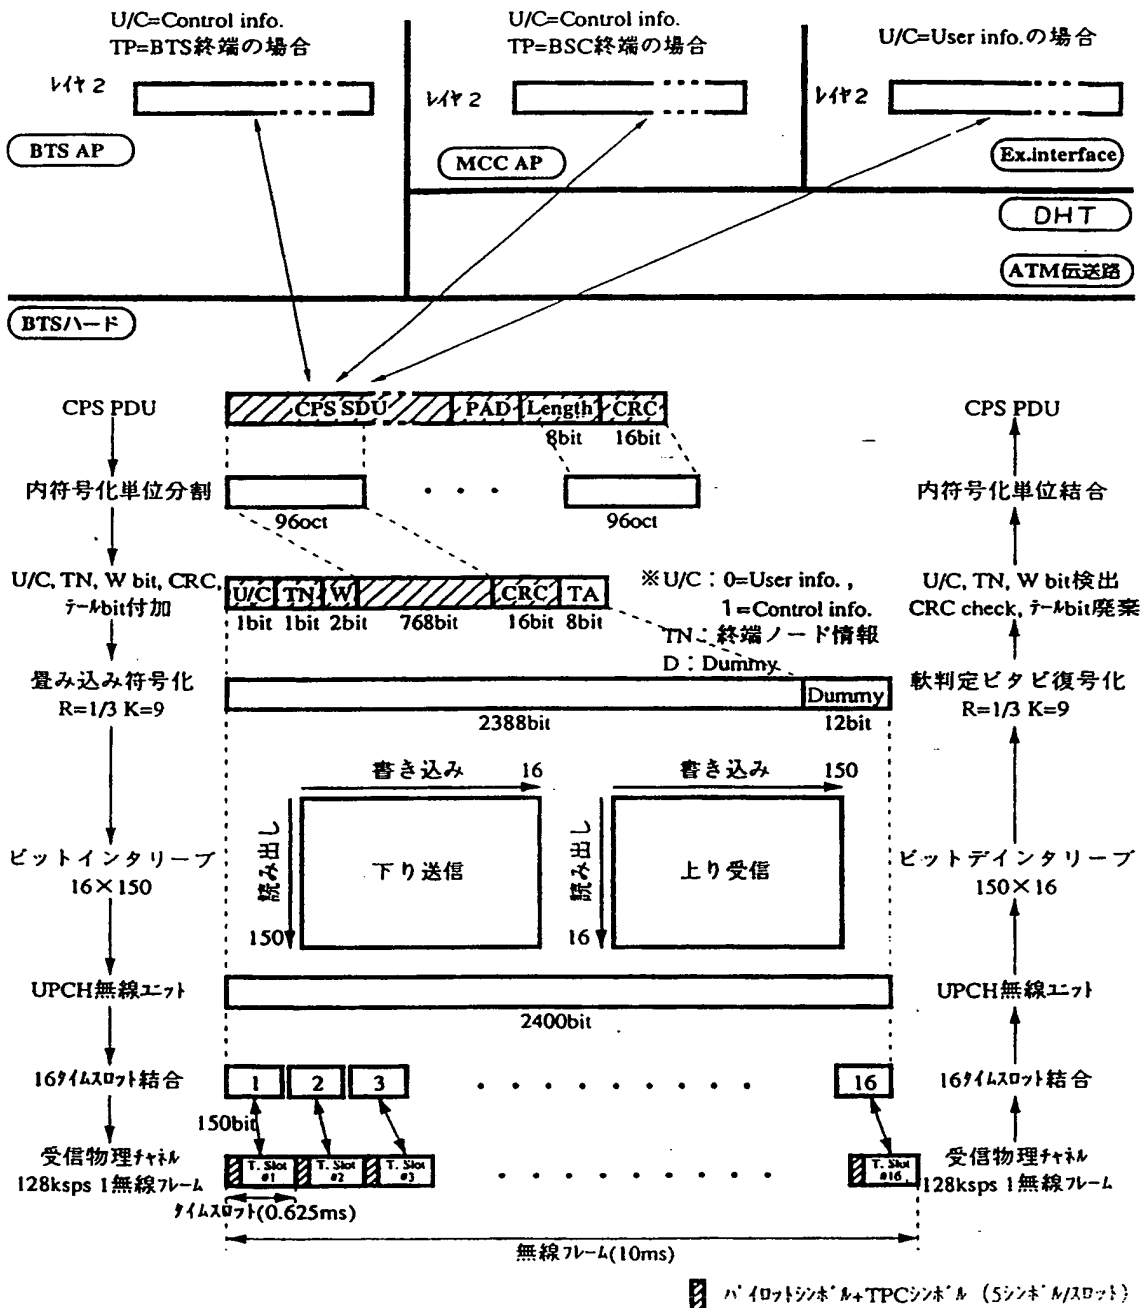 U/C=Control info.
TP=BTS終端の場合
U/C=Control info.
TP=BSC終端の場合
U/C=User info.の場合
レイヤ2
レイヤ2
レイヤ2
BTS AP
MCC AP
Ex.interface
DHT
ATM伝送路
BTSハード
CPS PDU
CPS SDU
PAD
Length
CRC
8bit
16bit
CPS PDU
内符号化単位分割
96oct
・・・
96oct
内符号化単位結合
U/C, TN, W bit, CRC,
テールbit付加
U/C
TN
W
CRC
TA
1bit
1bit
2bit
768bit
16bit
8bit
※U/C:0=User info. ,
1=Control info.
TN:終端ノード情報
D:Dummy
U/C, TN, W bit検出
CRC check, テールbit廃棄
畳み込み符号化
R=1/3 K=9
Dummy
2388bit
12bit
軟判定ビタビ復号化
R=1/3 K=9
書き込み
16
読み出し
150
下り送信
書き込み
150
読み出し
16
上り受信
ビットインタリーブ
16×150
ビットデインタリーブ
150×16
UPCH無線ユニット
2400bit
UPCH無線ユニット
16タイムスロット結合
1
2
3
・・・・・・・・・
16
16タイムスロット結合
150bit
受信物理チャネル
128ksps 1無線フレーム
T. Slot
#1
T. Slot
#2
T. Slot
#3
・・・・・・・・・
T. Slot
#16
受信物理チャネル
128ksps 1無線フレーム
タイムスロット(0.625ms)
無線フレーム(10ms)
パイロットシンボル+TPCシンボル (5シンボル/スロット)